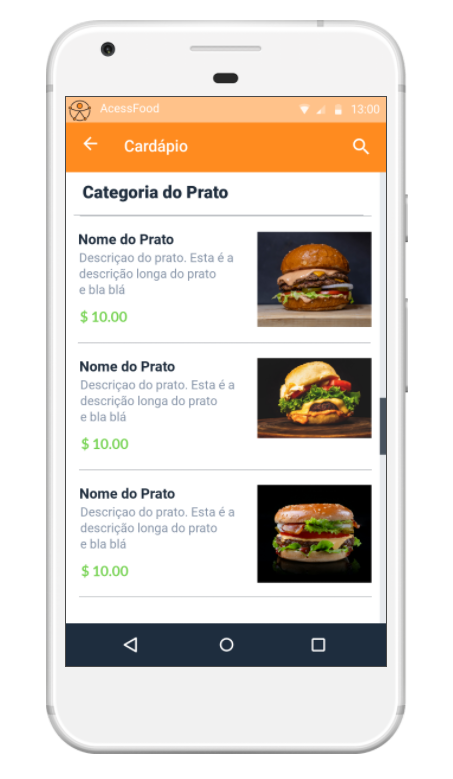 AcessFood 13:00
Cardápio
Categoria do Prato
Nome do Prato
Descriçao do prato. Esta é a
descrição longa do prato
e bla blá
$ 10.00
Nome do Prato
Descriçao do prato. Esta é a
descrição longa do prato
e bla blá
$ 10.00
Nome do Prato
Descriçao do prato. Esta é a
descrição longa do prato
e bla blá
$ 10.00